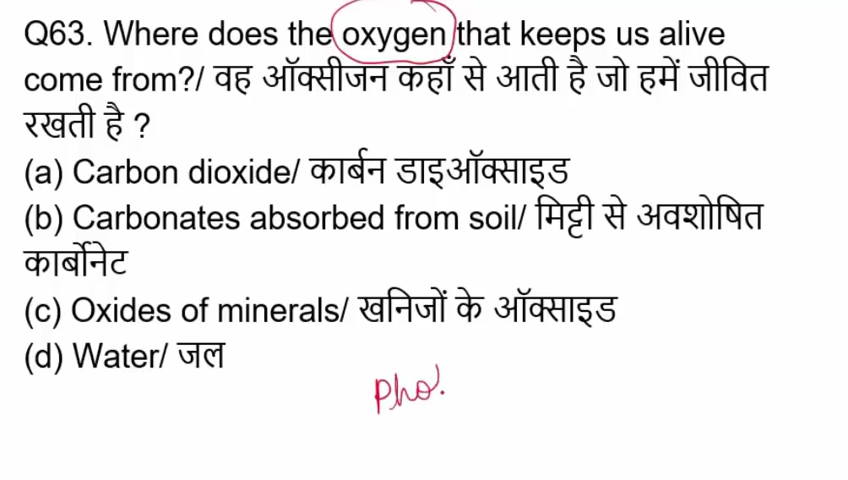 Q63. Where does the oxygen that keeps us alive
come from?/ वह ऑक्सीजन कहाँ से आती है जो हमें जीवित
रखती है ?
(a) Carbon dioxide/ कार्बन डाइऑक्साइड
(b) Carbonates absorbed from soil/ मिट्टी से अवशोषित
कार्बोनेट
(c) Oxides of minerals/ खनिजों के ऑक्साइड
(d) Water/ जल
Pho